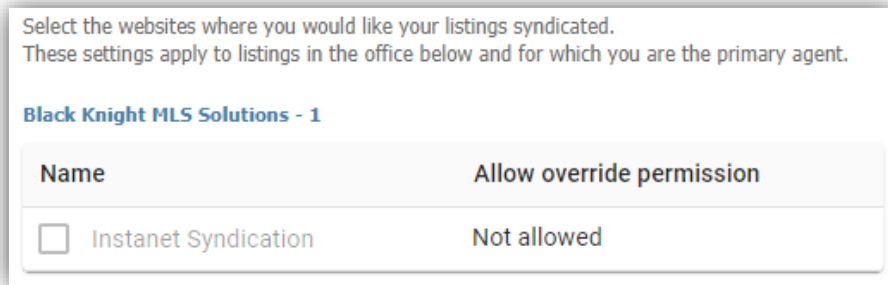 Select the websites where you would like your listings syndicated.
These settings apply to listings in the office below and for which you are the primary agent.
Black Knight MLS Solutions - 1
Name Allow override permission
Instanet Syndication Not allowed